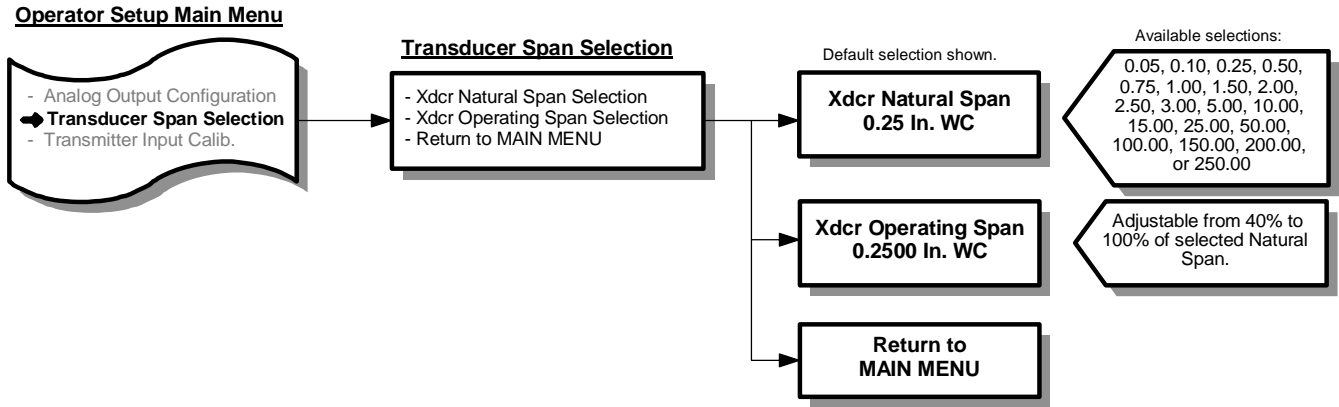 Operator Setup Main Menu
- Analog Output Configuration
Transducer Span Selection
- Transmitter Input Calib.
Transducer Span Selection
- Xdcr Natural Span Selection
- Xdcr Operating Span Selection
- Return to MAIN MENU
Default selection shown.
Xdcr Natural Span
0.25 In. WC
Available selections:
0.05, 0.10, 0.25, 0.50,
0.75, 1.00, 1.50, 2.00,
2.50, 3.00, 5.00, 10.00,
15.00, 25.00, 50.00,
100.00, 150.00, 200.00,
or 250.00
Xdcr Operating Span
0.2500 In. WC
Adjustable from 40% to
100% of selected Natural
Span.
Return to
MAIN MENU